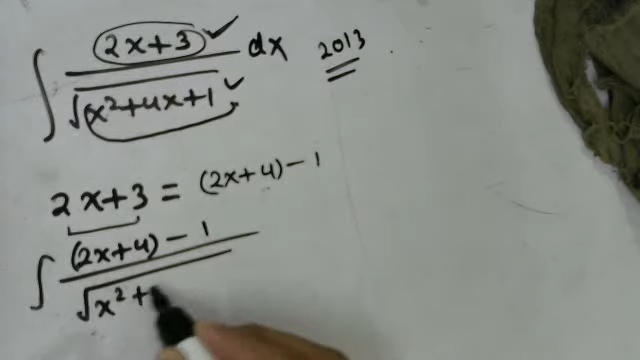 ∫ (2x+3)/√(x²+4x+1) dx 2013
2x+3 = (2x+4)-1
∫ (2x+4)-1/√x²+